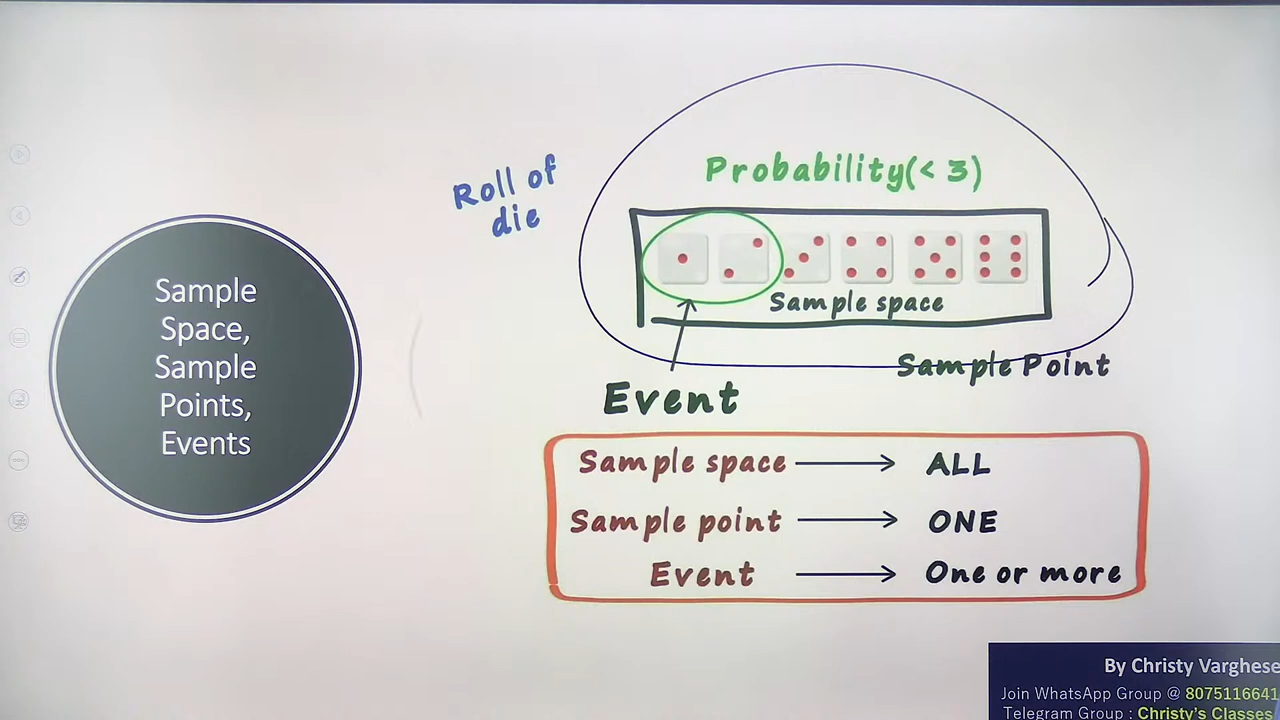 Sample
Space,
Sample
Points,
Events
Roll of
die
Probability(< 3)
Sample space
Sample Point
Event
Sample space → ALL
Sample point → ONE
Event → One or more
By Christy Varghese
Join WhatsApp Group @ 8075116641
Telegram Group : Christy's Classes